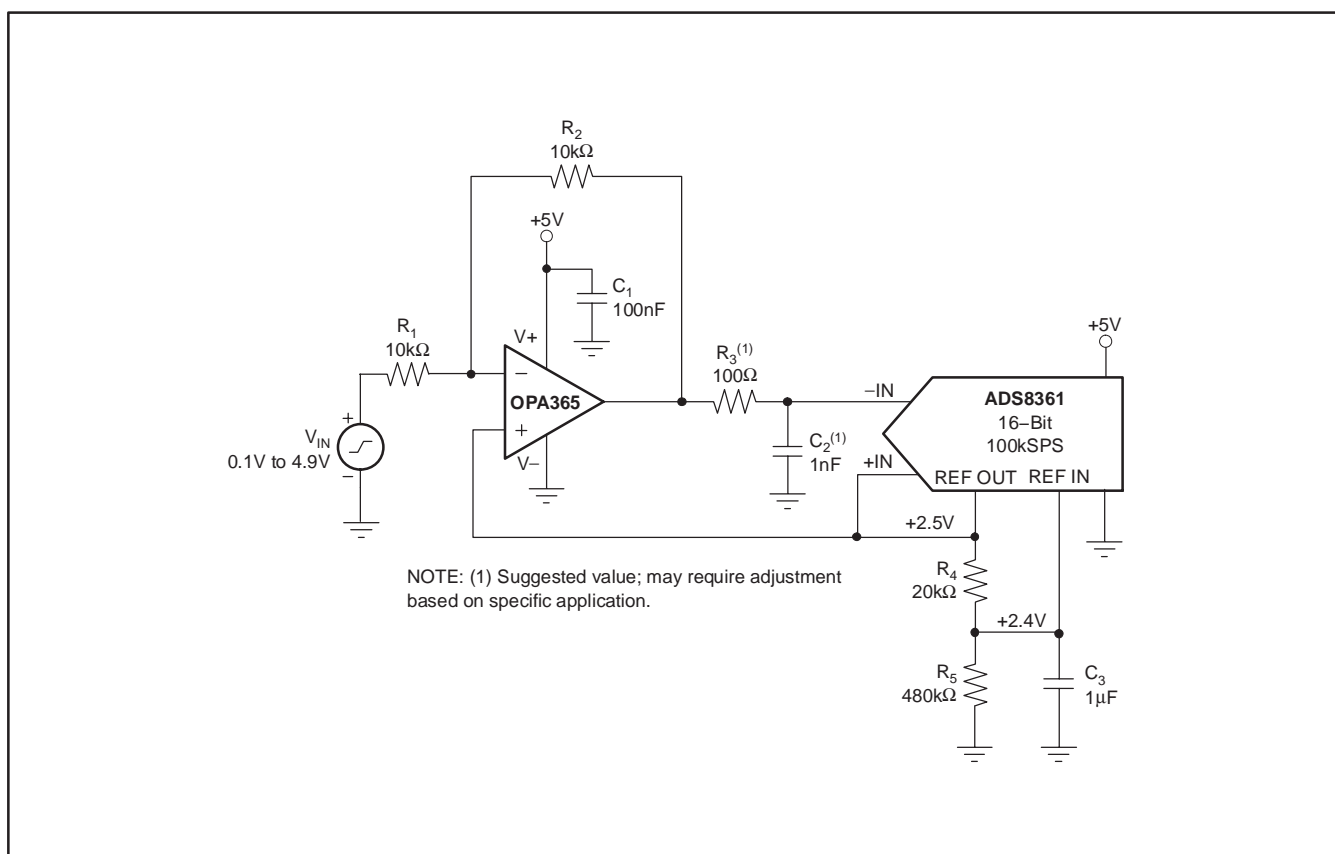 R2
10kΩ
+5V
C1
100nF
R1
10kΩ
V+
−
OPA365
+
V−
R3(1)
100Ω
−IN
+5V
ADS8361
16−Bit
100kSPS
C2(1)
1nF
+IN
REF OUT REF IN
+
VIN
0.1V to 4.9V
−
+2.5V
NOTE: (1) Suggested value; may require adjustment
based on specific application.
R4
20kΩ
+2.4V
R5
480kΩ
C3
1µF